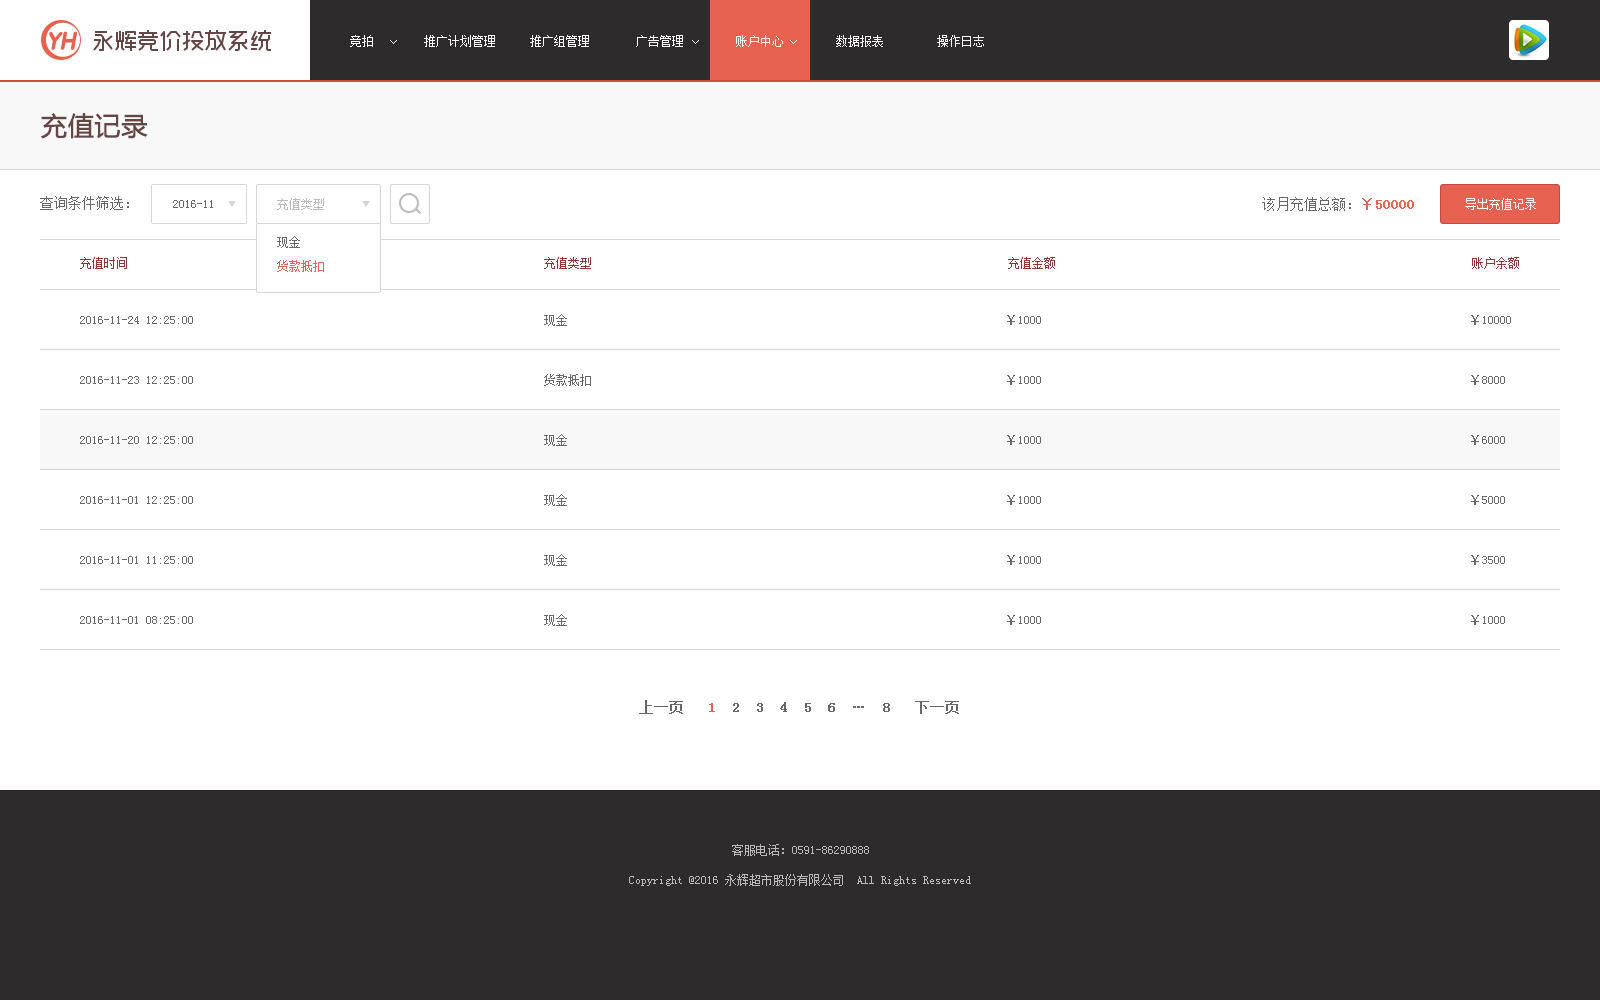 YH 永辉竞价投放系统 竞拍 推广计划管理 推广组管理 广告管理 账户中心 数据报表 操作日志
充值记录
查询条件筛选： 2016-11 充值类型 该月充值总额：￥50000 导出充值记录
现金
货款抵扣
充值时间 充值类型 充值金额 账户余额
2016-11-24 12:25:00 现金 ￥1000 ￥10000
2016-11-23 12:25:00 货款抵扣 ￥1000 ￥8000
2016-11-20 12:25:00 现金 ￥1000 ￥6000
2016-11-01 12:25:00 现金 ￥1000 ￥5000
2016-11-01 11:25:00 现金 ￥1000 ￥3500
2016-11-01 08:25:00 现金 ￥1000 ￥1000
上一页 1 2 3 4 5 6 ··· 8 下一页
客服电话：0591-86290888
Copyright @2016 永辉超市股份有限公司 All Rights Reserved